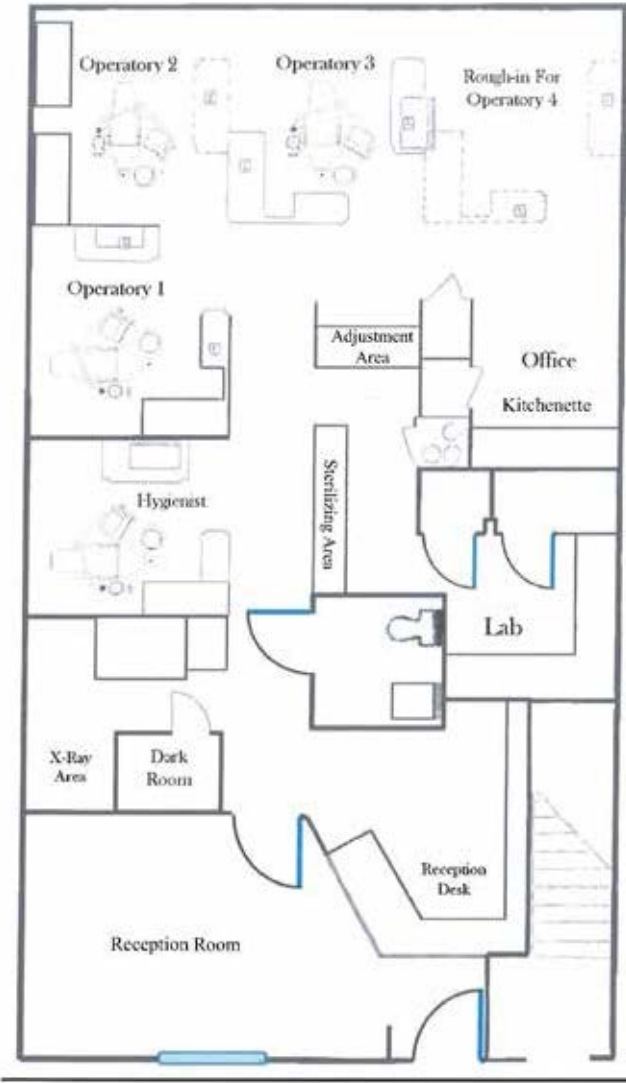 Operatory 2
Operatory 3
Rough-in For
Operatory 4
Operatory 1
Adjustment
Area
Office
Kitchenette
Hygienist
Sterilizing Area
Lab
X-Ray
Area
Dark
Room
Reception
Desk
Reception Room